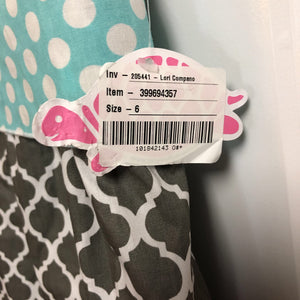 Inv — 205441 - Lori Compano
Item — 399694357
Size — 6
101842143 0#*